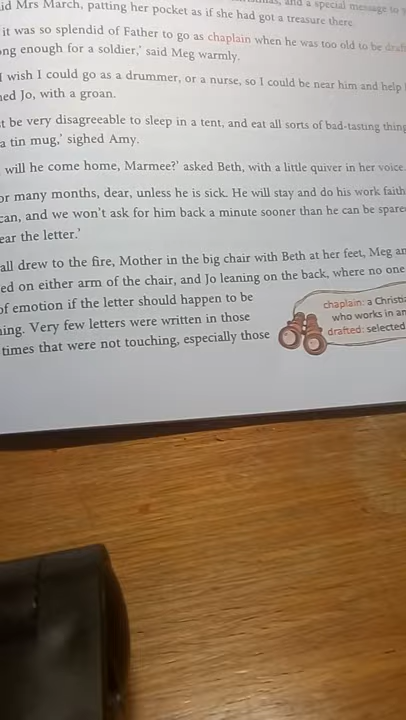 id Mrs March, patting her pocket as if she had got a treasure there.
it was so splendid of Father to go as chaplain when he was too old to be draf
ng enough for a soldier,' said Meg warmly.
I wish I could go as a drummer, or a nurse, so I could be near him and help
ned Jo, with a groan.
t be very disagreeable to sleep in a tent, and eat all sorts of bad-tasting thing
a tin mug,' sighed Amy.
will he come home, Marmee?' asked Beth, with a little quiver in her voice.
or many months, dear, unless he is sick. He will stay and do his work faith
can, and we won't ask for him back a minute sooner than he can be spare
ear the letter.'
all drew to the fire, Mother in the big chair with Beth at her feet, Meg an
ed on either arm of the chair, and Jo leaning on the back, where no one
of emotion if the letter should happen to be
ing. Very few letters were written in those
times that were not touching, especially those
chaplain: a Christia
who works in an
drafted: selected